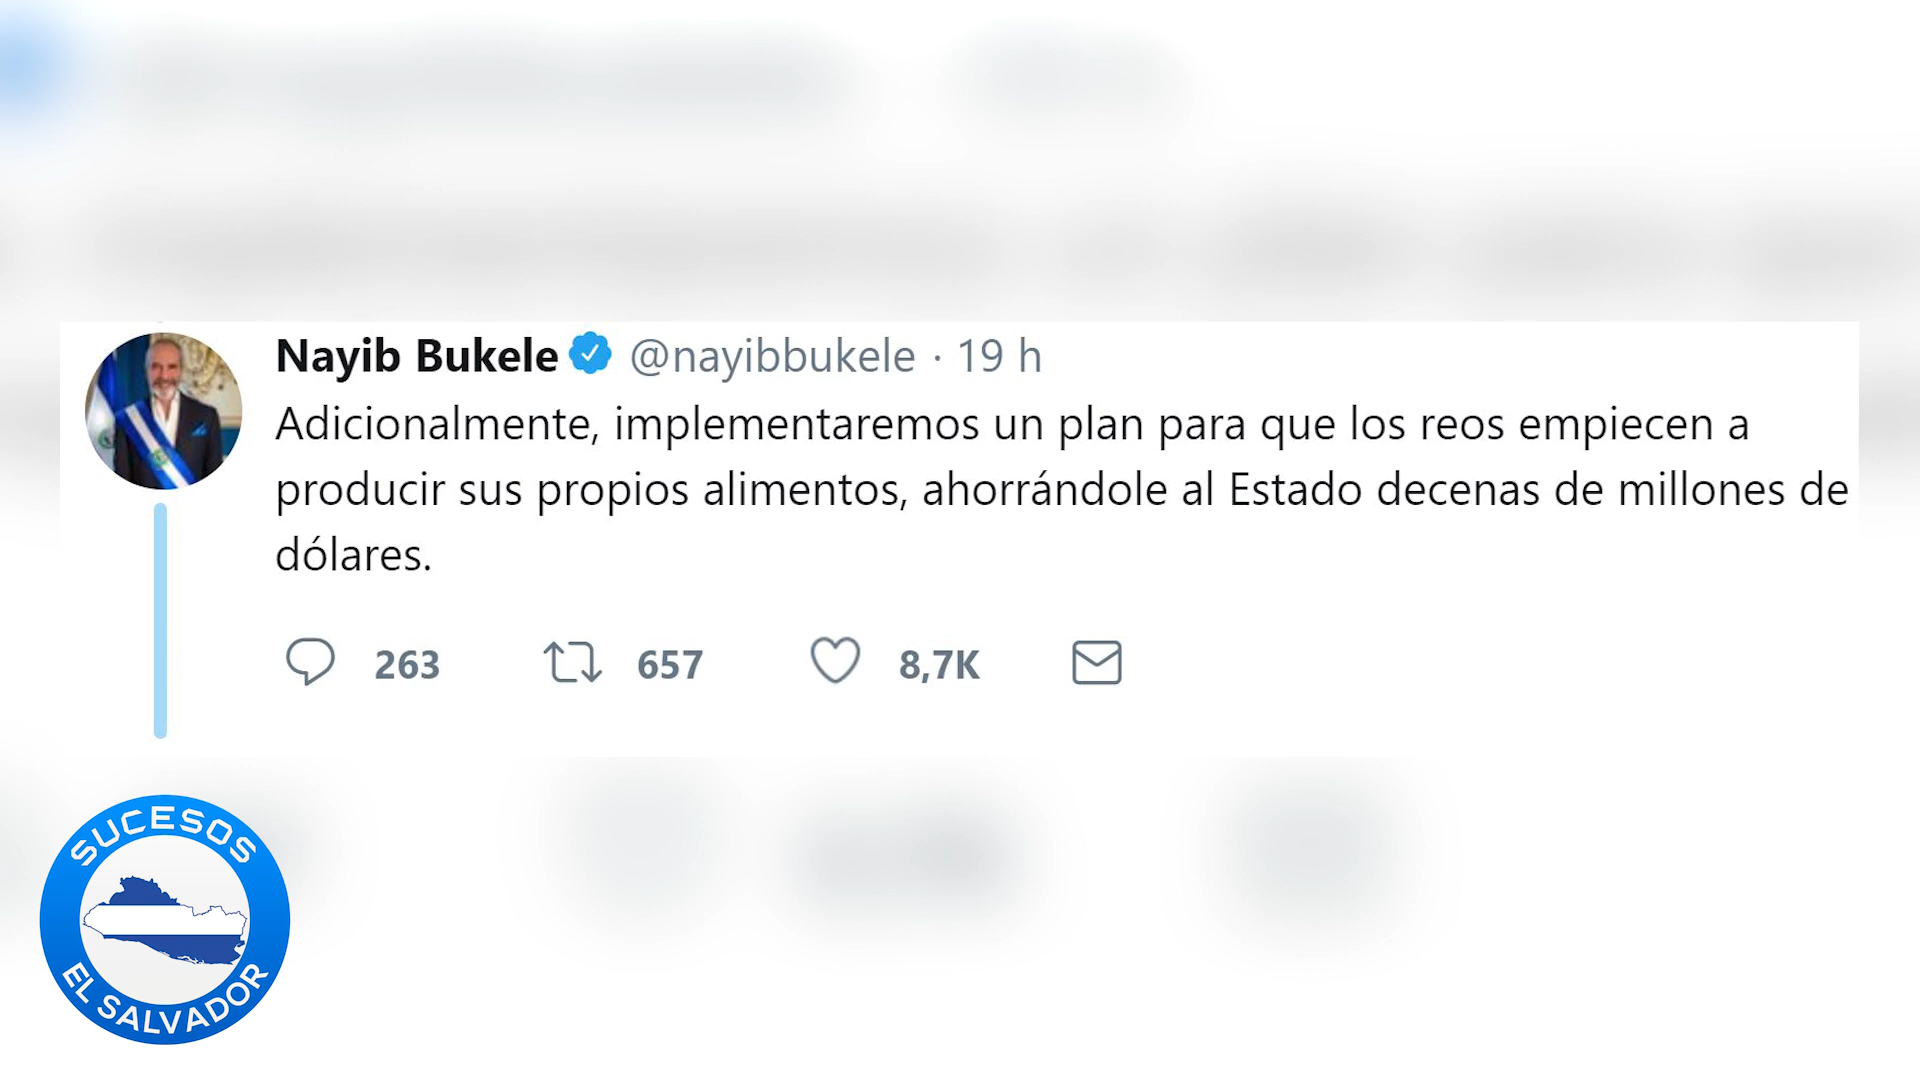 Nayib Bukele @nayibbukele · 19 h
Adicionalmente, implementaremos un plan para que los reos empiecen a
producir sus propios alimentos, ahorrándole al Estado decenas de millones de
dólares.
263 657 8,7K
SUCESOS
EL SALVADOR